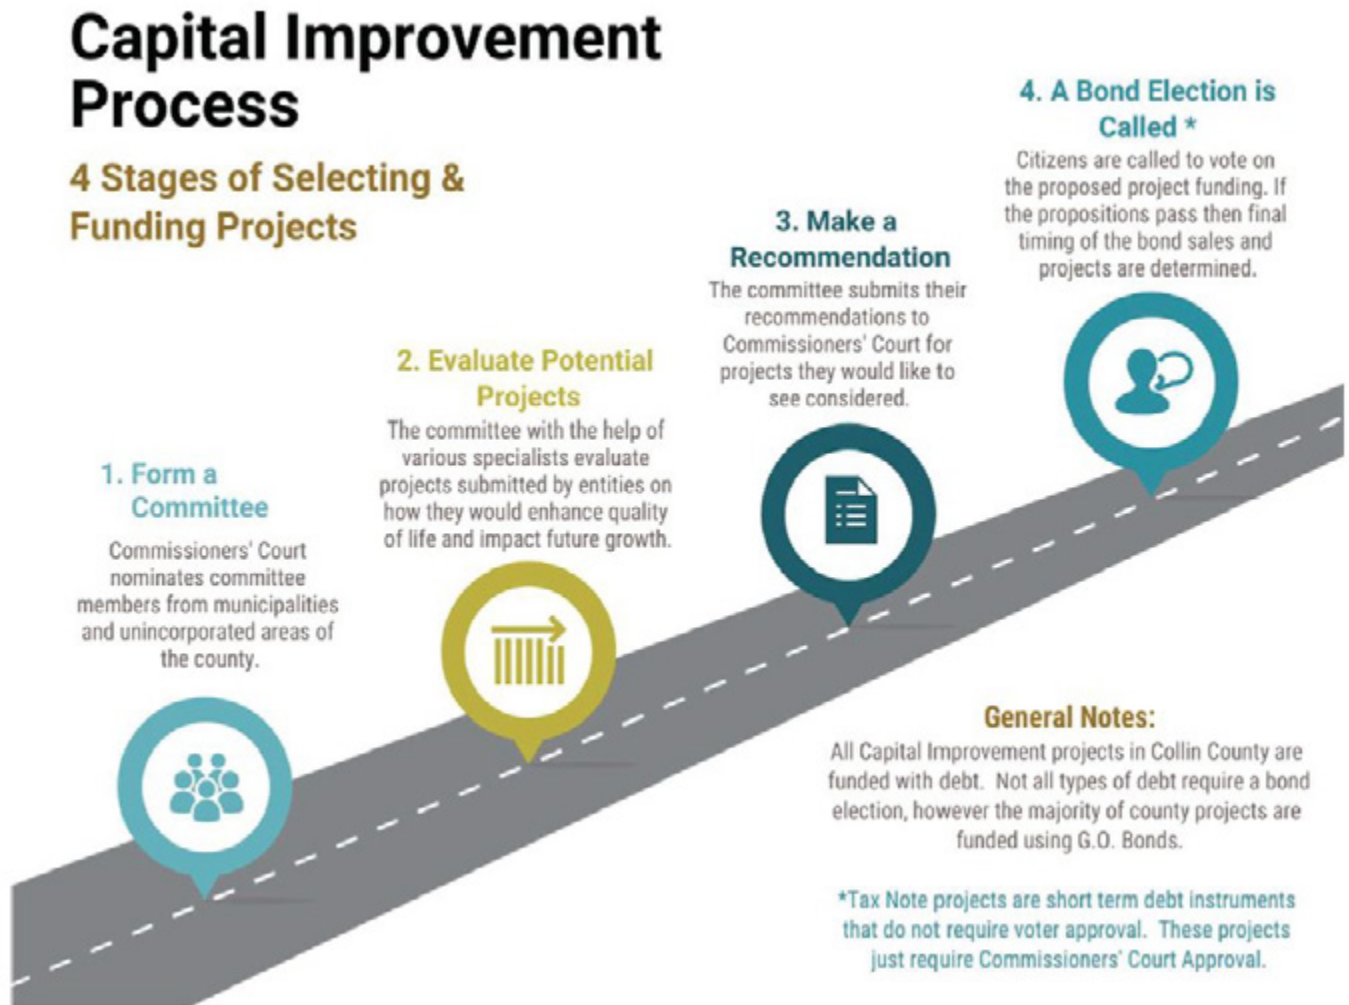 Capital Improvement
Process
4 Stages of Selecting &
Funding Projects
1. Form a
Committee
Commissioners' Court
nominates committee
members from municipalities
and unincorporated areas of
the county.
2. Evaluate Potential
Projects
The committee with the help of
various specialists evaluate
projects submitted by entities on
how they would enhance quality
of life and impact future growth.
3. Make a
Recommendation
The committee submits their
recommendations to
Commissioners' Court for
projects they would like to
see considered.
4. A Bond Election is
Called *
Citizens are called to vote on
the proposed project funding. If
the propositions pass then final
timing of the bond sales and
projects are determined.
General Notes:
All Capital Improvement projects in Collin County are
funded with debt. Not all types of debt require a bond
election, however the majority of county projects are
funded using G.O. Bonds.
*Tax Note projects are short term debt instruments
that do not require voter approval. These projects
just require Commissioners' Court Approval.